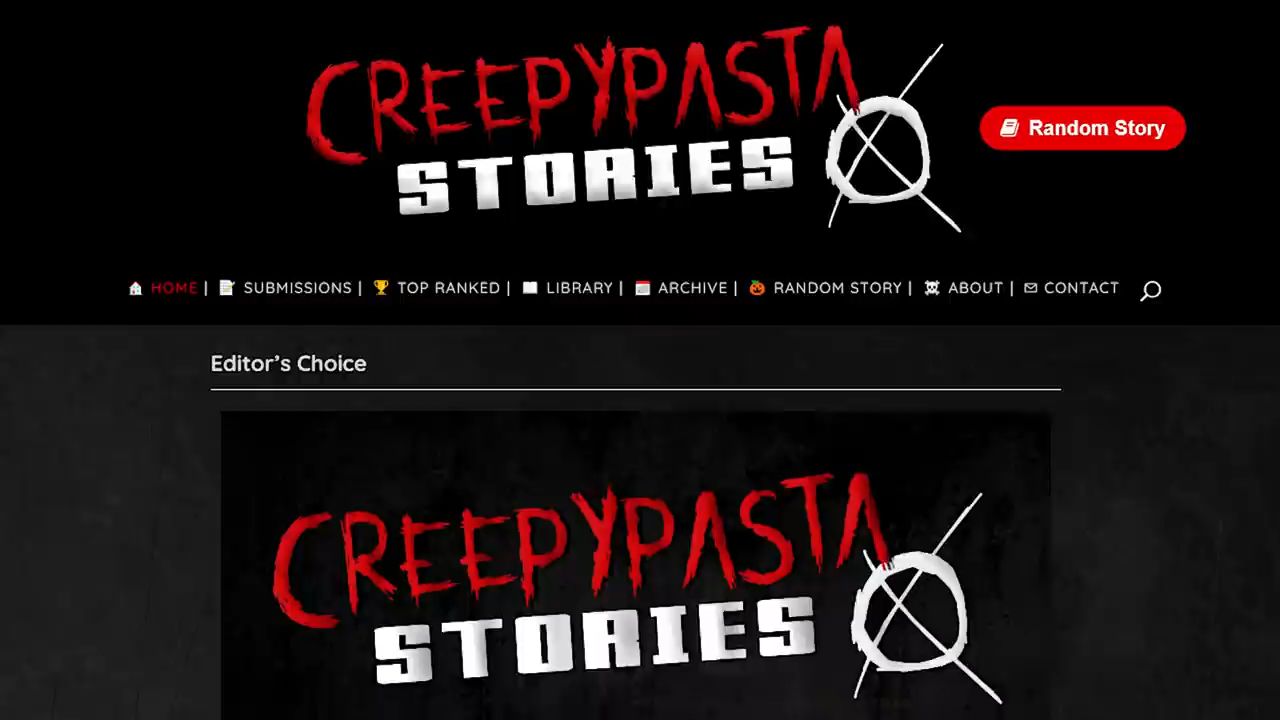 CREEPYPASTA
STORIES
Random Story
HOME | SUBMISSIONS | TOP RANKED | LIBRARY | ARCHIVE | RANDOM STORY | ABOUT | CONTACT
Editor’s Choice
CREEPYPASTA
STORIES